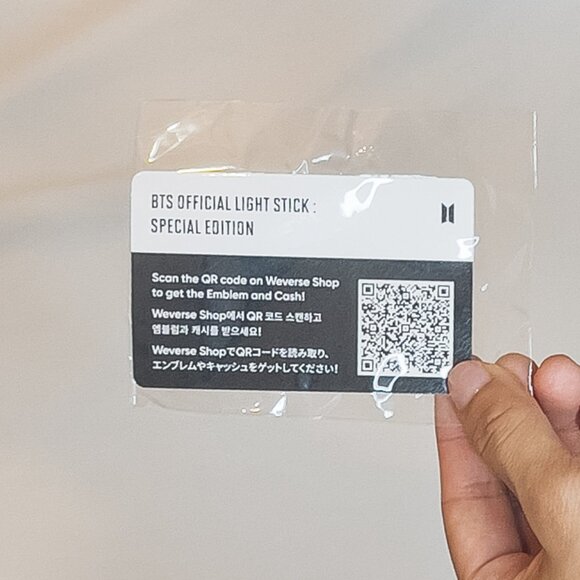 BTS OFFICIAL LIGHT STICK :
SPECIAL EDITION
Scan the QR code on Weverse Shop
to get the Emblem and Cash!
Weverse Shop에서 QR 코드 스캔하고
엠블럼과 캐시를 받으세요!
Weverse ShopでQRコードを読み取り、
エンブレムやキャッシュをゲットしてください!